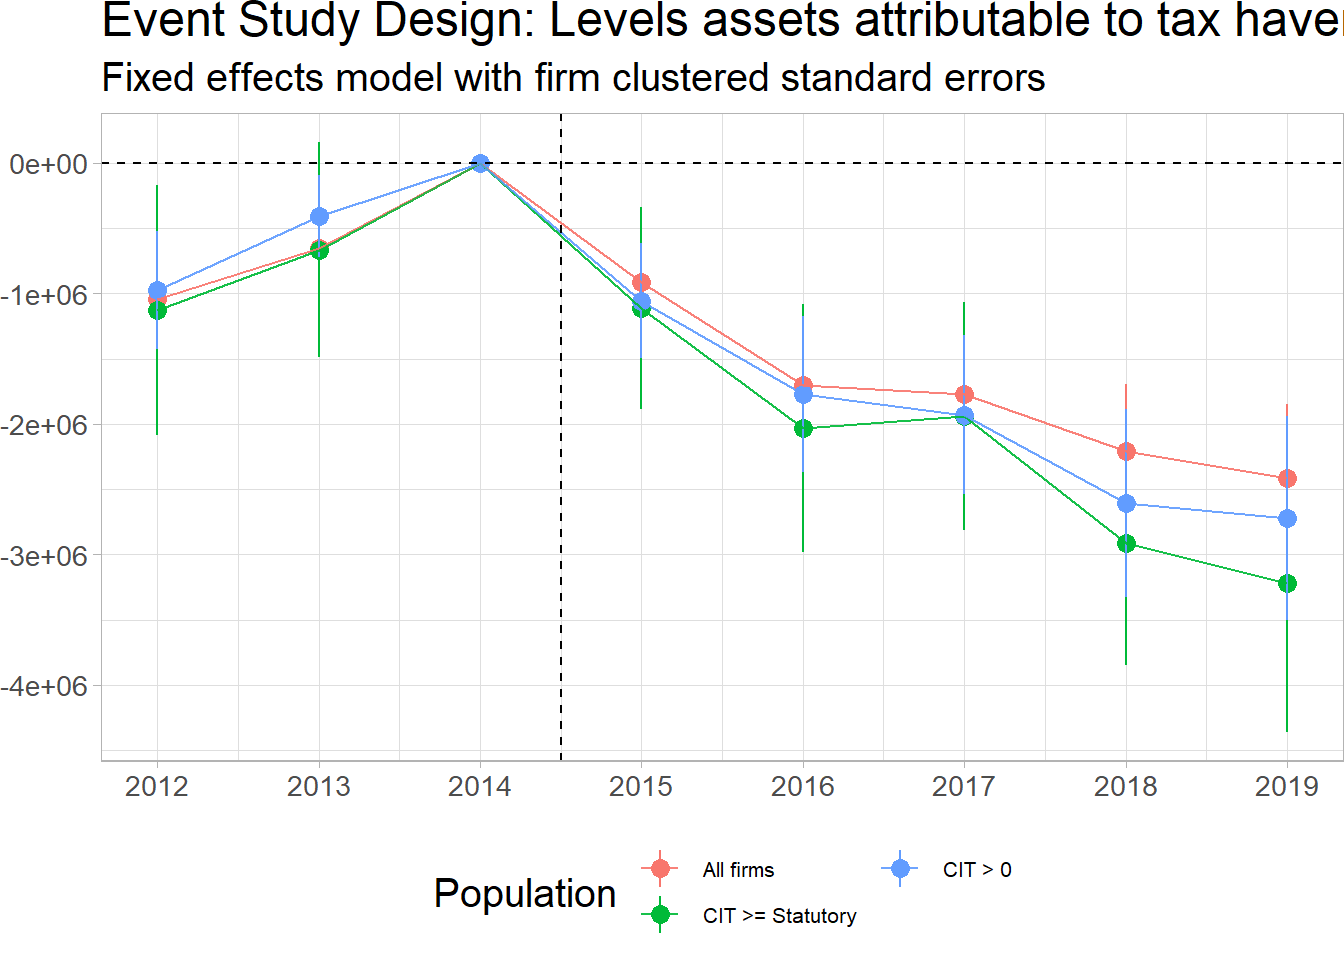 Event Study Design: Levels assets attributable to tax
Fixed effects model with firm clustered standard errors
0e+00
-1e+06
-2e+06
-3e+06
-4e+06
2012 2013 2014 2015 2016 2017 2018 2019
Population
All firms
CIT > 0
CIT >= Statutory